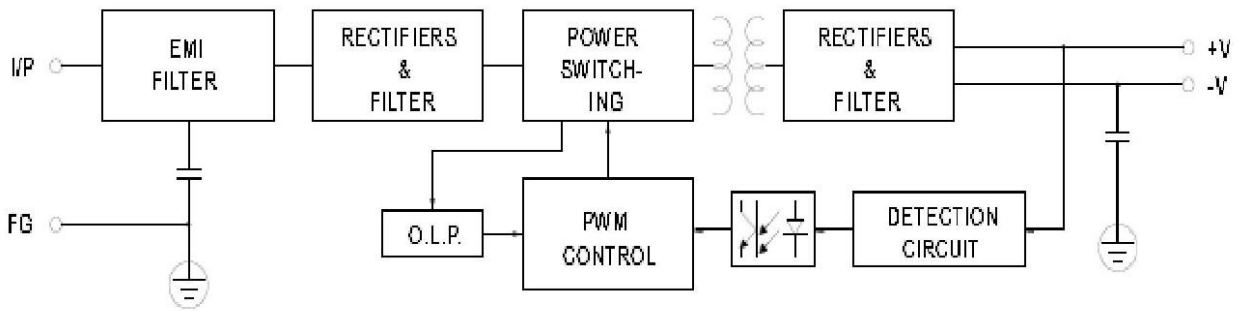 I/P
EMI
FILTER
RECTIFIERS
&
FILTER
POWER
SWITCH-
ING
RECTIFIERS
&
FILTER
+V
-V
FG
O.L.P.
PWM
CONTROL
DETECTION
CIRCUIT